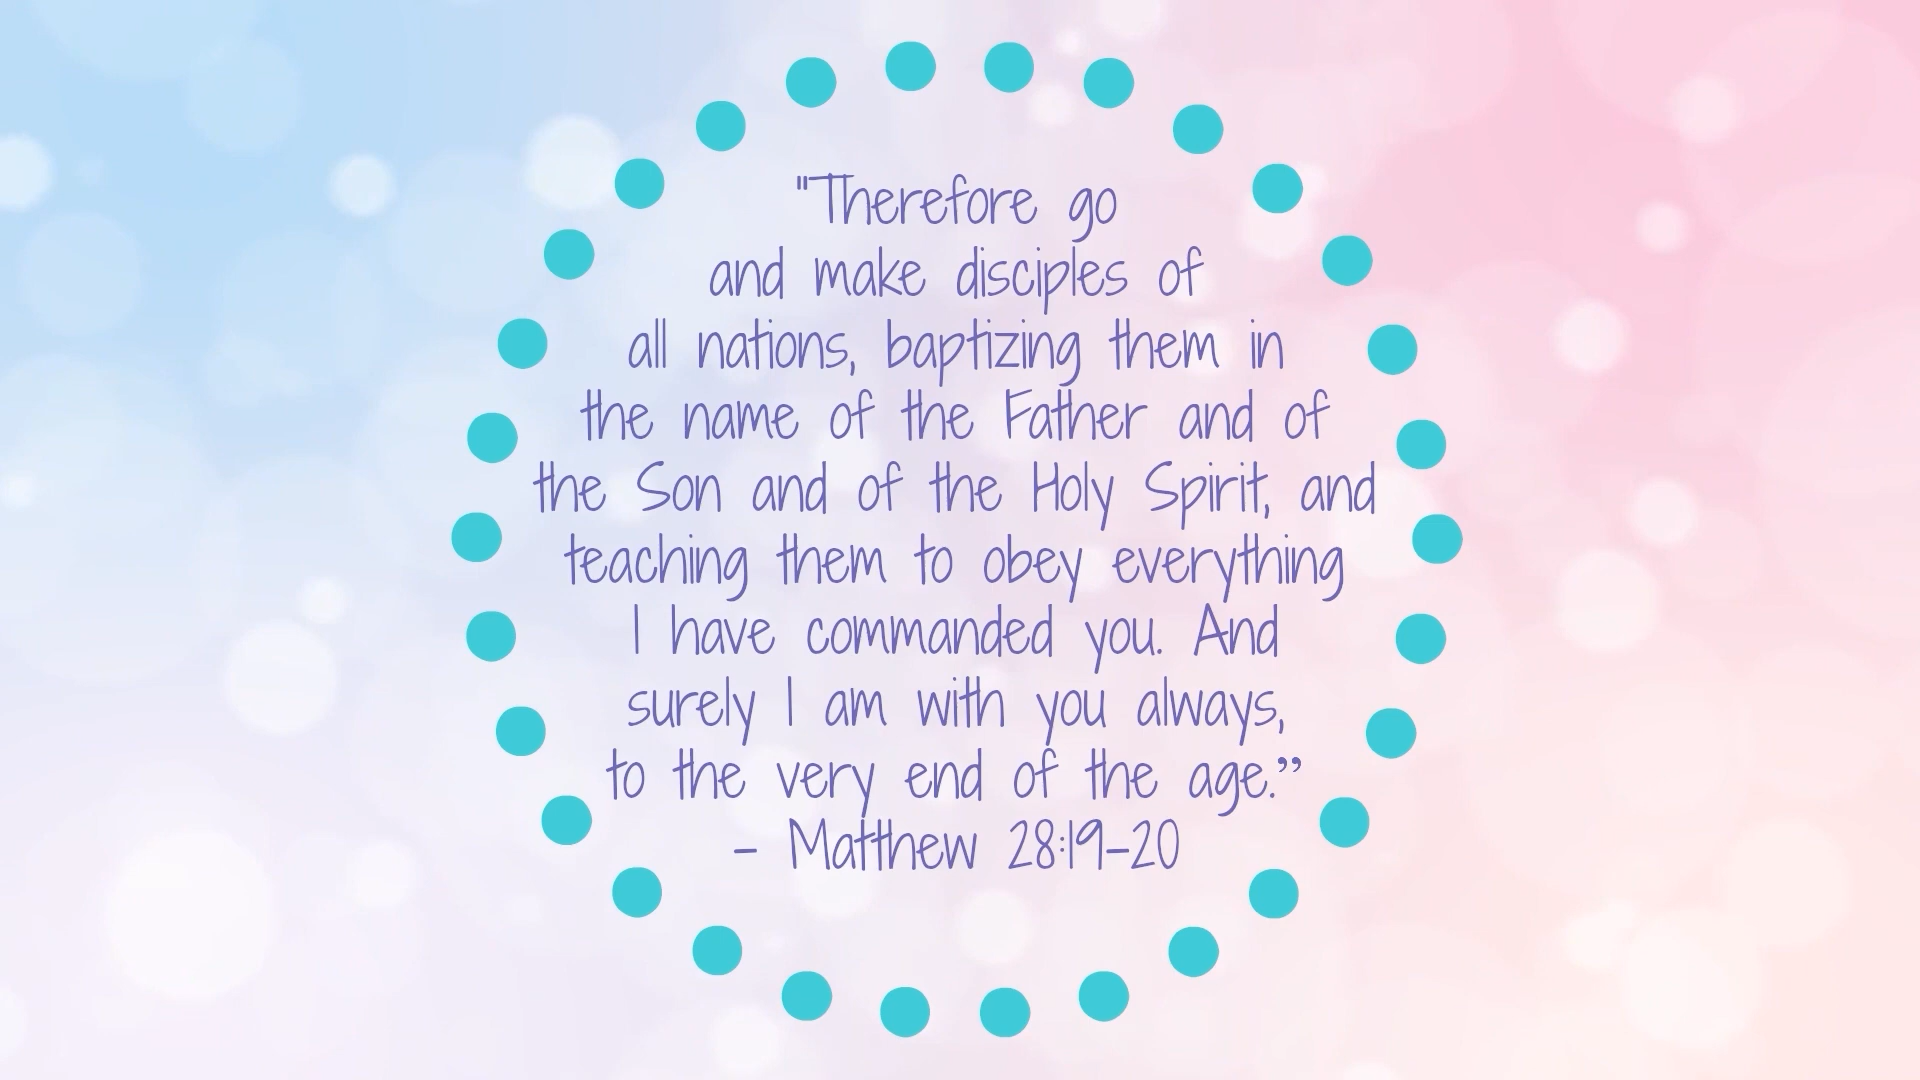 "Therefore go
and make disciples of
all nations, baptizing them in
the name of the Father and of
the Son and of the Holy Spirit, and
teaching them to obey everything
I have commanded you. And
surely I am with you always,
to the very end of the age.”
- Matthew 28:19-20